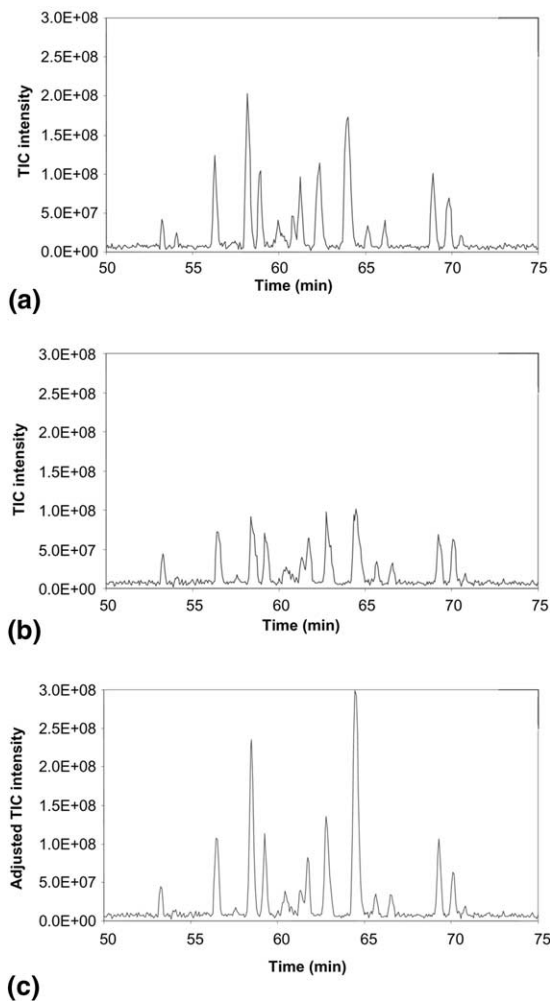 3.0E+08
2.5E+08
2.0E+08
1.5E+08
1.0E+08
5.0E+07
0.0E+00
TIC intensity
50 55 60 65 70 75
Time (min)
(a)
3.0E+08
2.5E+08
2.0E+08
1.5E+08
1.0E+08
5.0E+07
0.0E+00
TIC intensity
50 55 60 65 70 75
Time (min)
(b)
3.0E+08
2.5E+08
2.0E+08
1.5E+08
1.0E+08
5.0E+07
0.0E+00
Adjusted TIC intensity
50 55 60 65 70 75
Time (min)
(c)